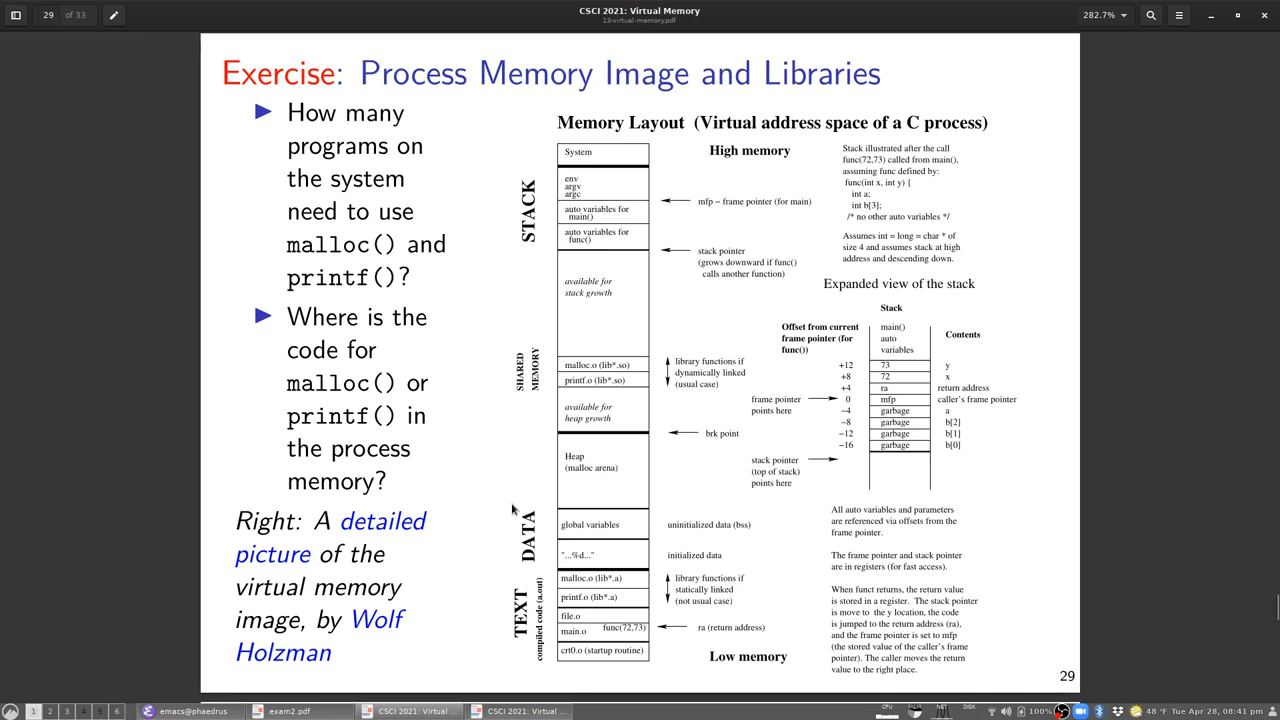 29 of 33
CSCI 2021: Virtual Memory
13-virtual-memory.pdf
282.7%
Exercise: Process Memory Image and Libraries
How many
programs on
the system
need to use
malloc() and
printf()?
Where is the
code for
malloc() or
printf() in
the process
memory?
Right: A detailed
picture of the
virtual memory
image, by Wolf
Holzman
Memory Layout (Virtual address space of a C process)
System
env
argv
argc
auto variables for
main()
auto variables for
func()
available for
stack growth
malloc.o (lib*.so)
printf.o (lib*.so)
available for
heap growth
Heap
(malloc arena)
global variables
"...%d..."
malloc.o (lib*.a)
printf.o (lib*.a)
file.o
main.o func(72,73)
crt0.o (startup routine)
STACK
SHARED
MEMORY
DATA
TEXT
compiled code (a.out)
High memory
mfp − frame pointer (for main)
stack pointer
(grows downward if func()
calls another function)
library functions if
dynamically linked
(usual case)
brk point
uninitialized data (bss)
initialized data
library functions if
statically linked
(not usual case)
ra (return address)
Low memory
Stack illustrated after the call
func(72,73) called from main(),
assuming func defined by:
func(int x, int y) {
int a;
int b[3];
/* no other auto variables */
Assumes int = long = char * of
size 4 and assumes stack at high
address and descending down.
Expanded view of the stack
Stack
Offset from current
frame pointer (for
func())
main()
auto
variables
Contents
+12 73 y
+8 72 x
+4 ra return address
0 mfp caller's frame pointer
−4 garbage a
−8 garbage b[2]
−12 garbage b[1]
−16 garbage b[0]
frame pointer
points here
stack pointer
(top of stack)
points here
All auto variables and parameters
are referenced via offsets from the
frame pointer.
The frame pointer and stack pointer
are in registers (for fast access).
When funct returns, the return value
is stored in a register. The stack pointer
is move to the y location, the code
is jumped to the return address (ra),
and the frame pointer is set to mfp
(the stored value of the caller's frame
pointer). The caller moves the return
value to the right place.
29
1 2 3 4 5 6
emacs@phaedrus
CSCI 2021: Virtual ...
CSCI 2021: Virtual ...
CPU MEM NET DISK
100%
48 °F Tue Apr 28, 08:41 pm